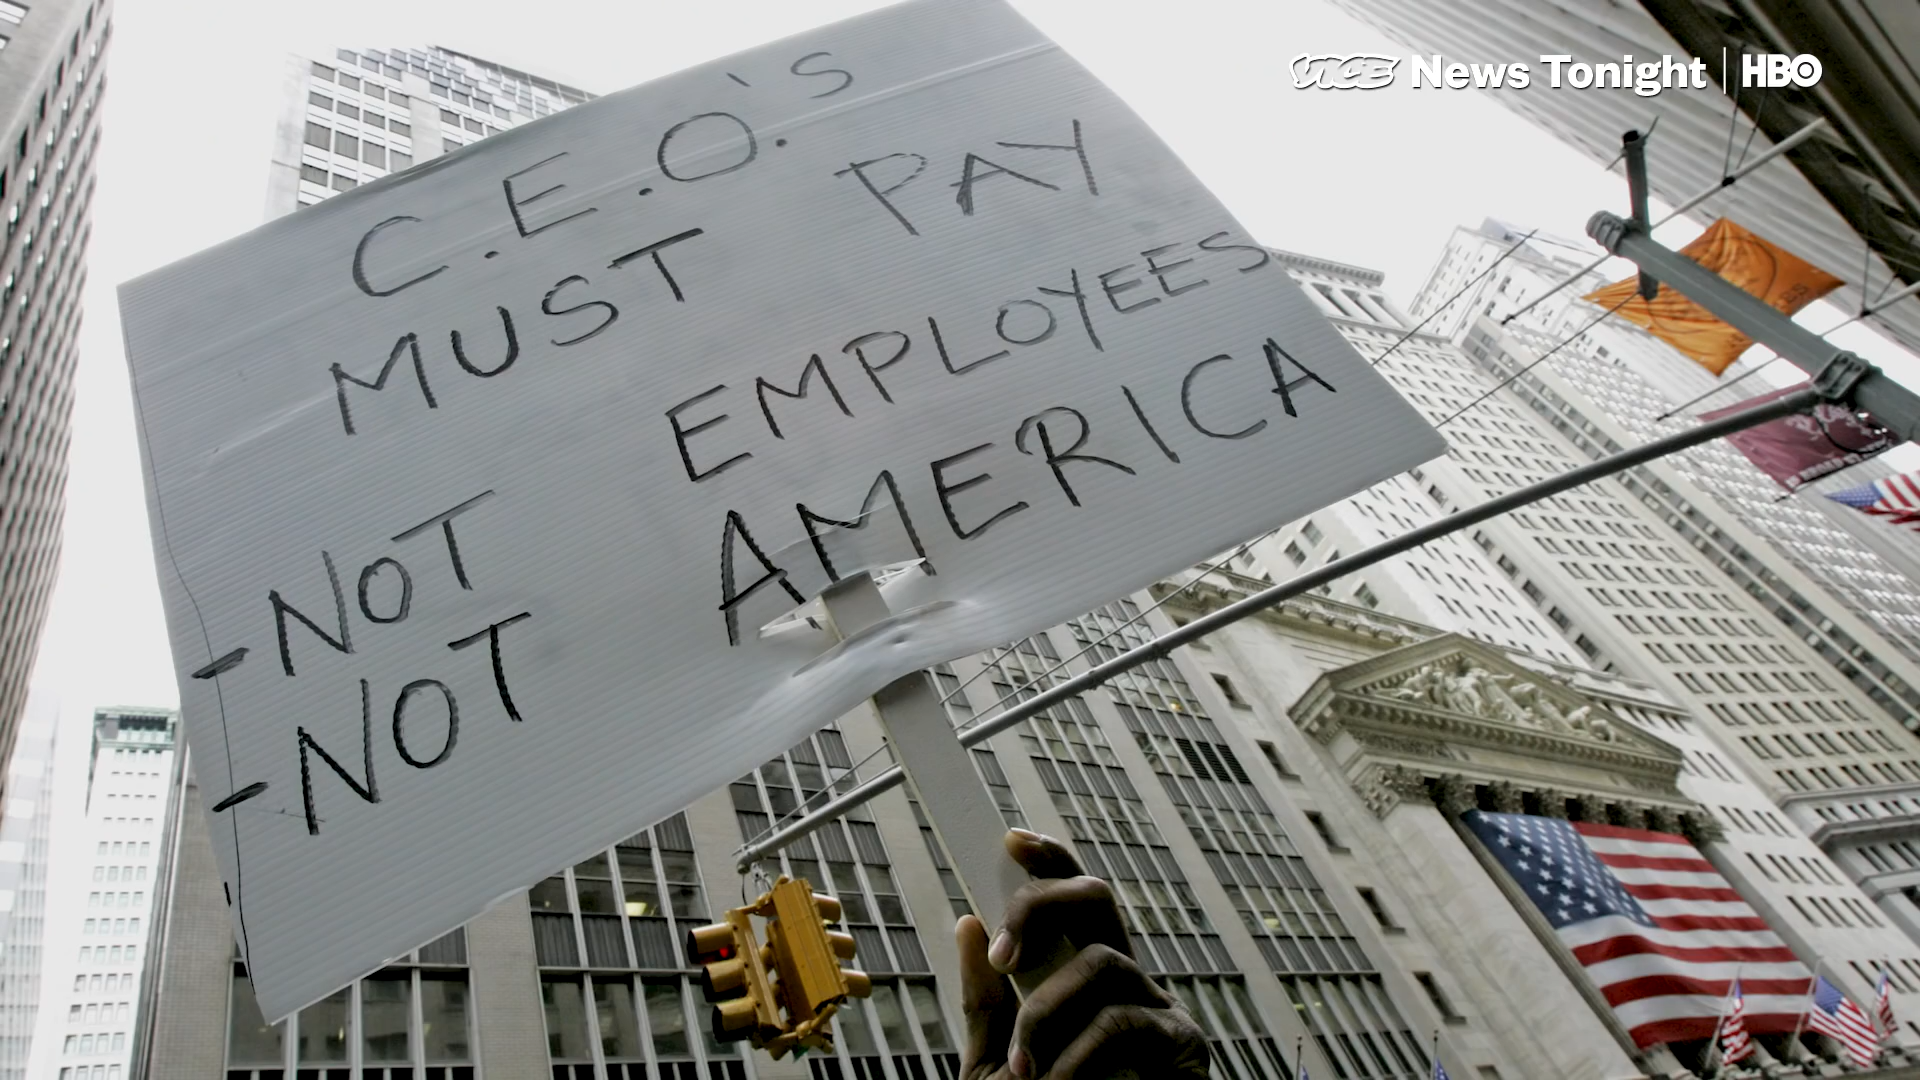 VICE News Tonight | HBO
C.E.O.'S
MUST PAY
-NOT EMPLOYEES
-NOT AMERICA